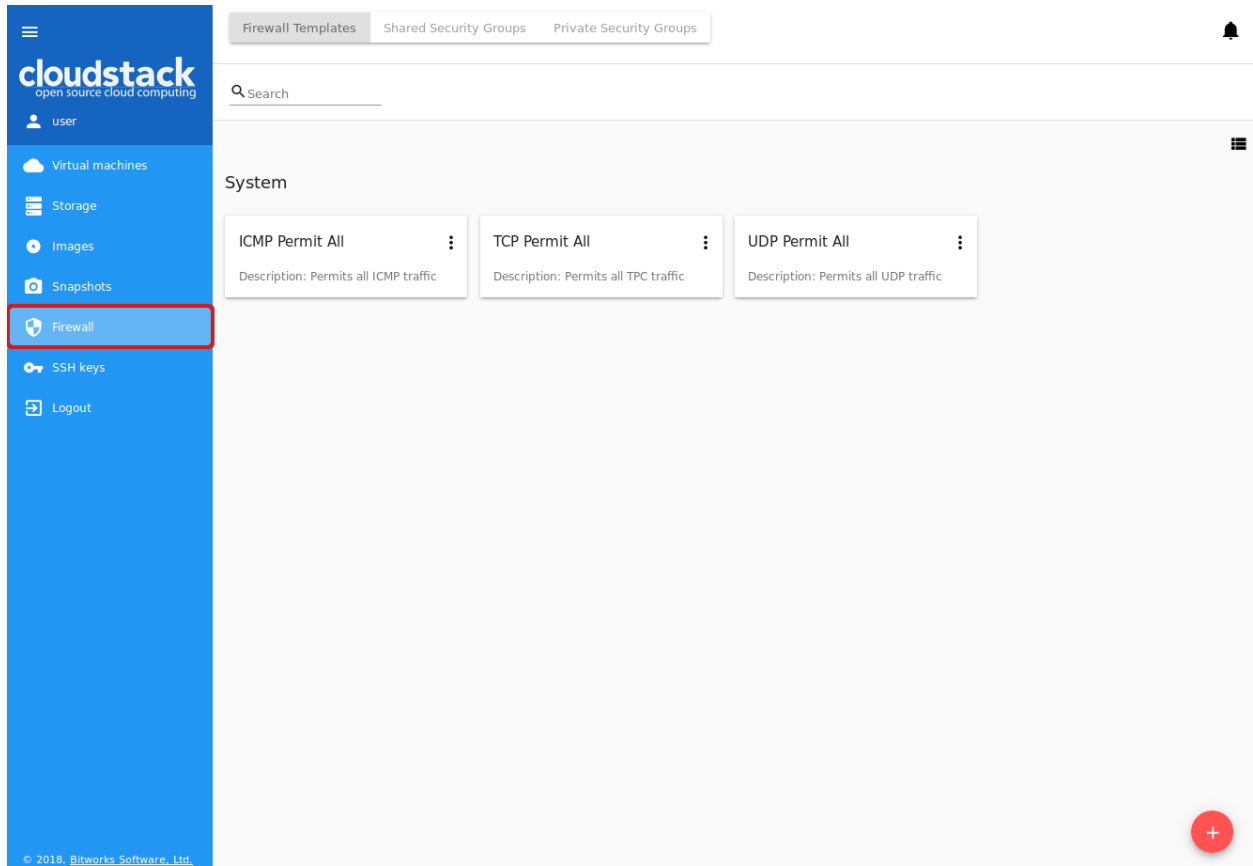 Firewall Templates Shared Security Groups Private Security Groups
cloudstack
open source cloud computing
user
Search
Virtual machines
Storage
Images
Snapshots
Firewall
SSH keys
Logout
System
ICMP Permit All
Description: Permits all ICMP traffic
TCP Permit All
Description: Permits all TPC traffic
UDP Permit All
Description: Permits all UDP traffic
© 2018, Bitworks Software, Ltd.